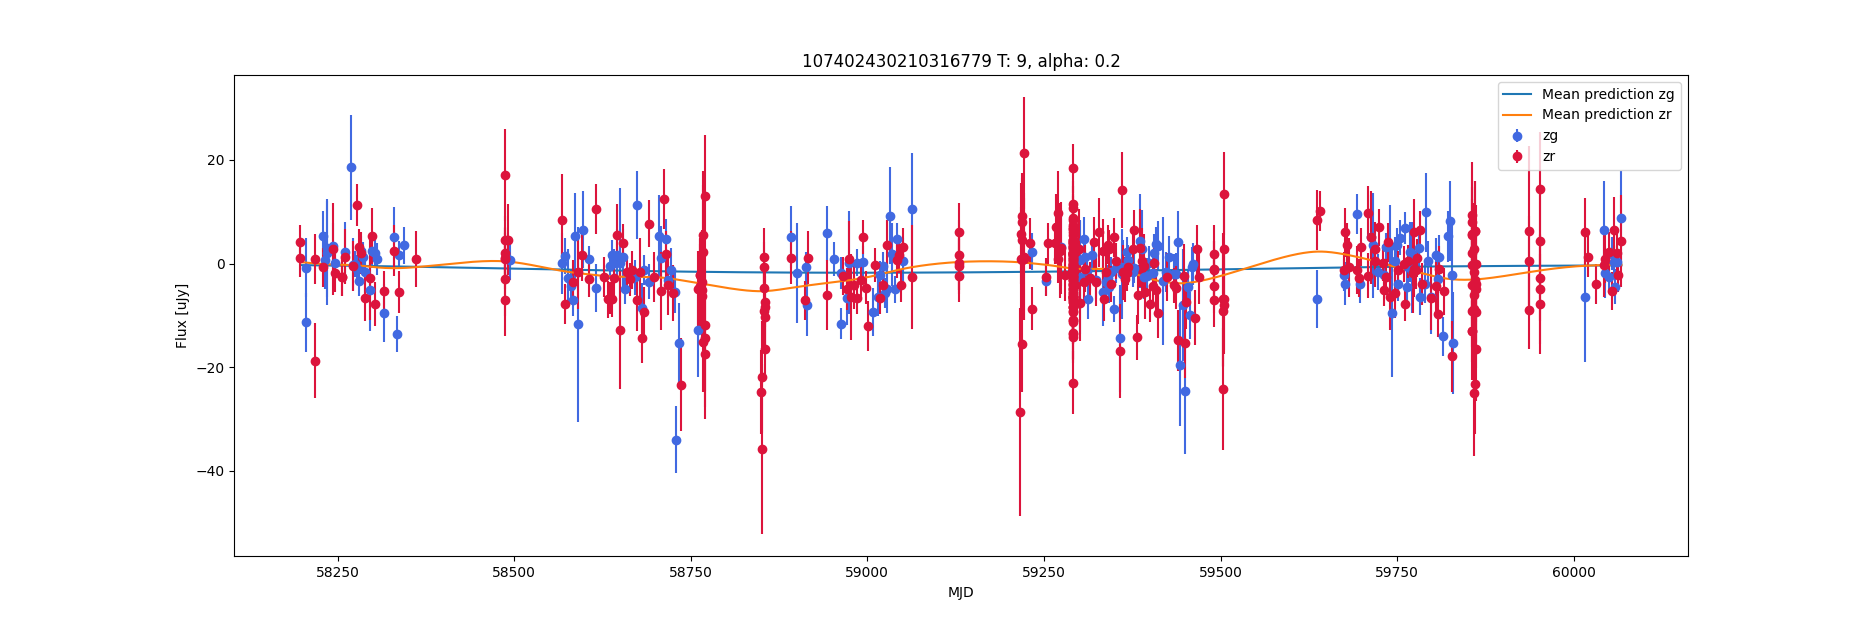 107402430210316779 T: 9, alpha: 0.2
Mean prediction zg
Mean prediction zr
zg
zr
Flux [uJy]
20
0
−20
−40
58250
58500
58750
59000
59250
59500
59750
60000
MJD